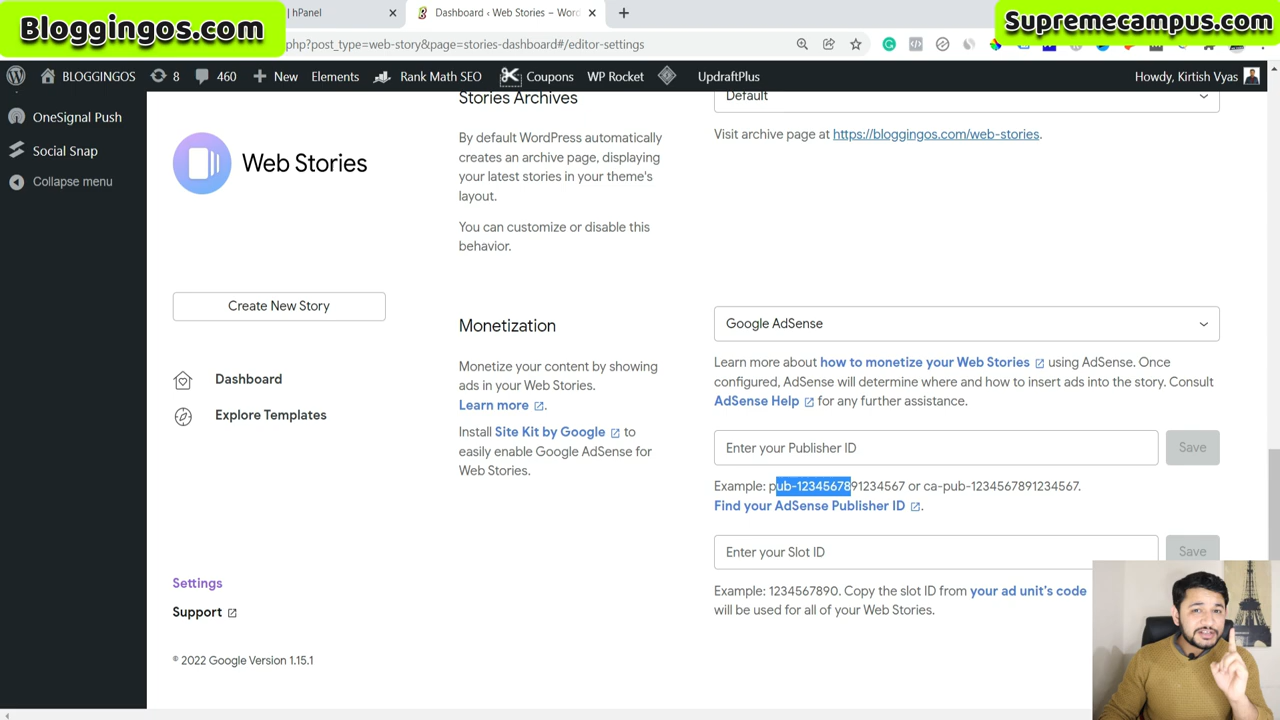 Bloggingos.com
Supremecampus.com
hPanel
Dashboard ‹ Web Stories – Wor
php?post_type=web-story&page=stories-dashboard#/editor-settings
BLOGGINGOS
8
460
New
Elements
Rank Math SEO
Coupons
WP Rocket
UpdraftPlus
Howdy, Kirtish Vyas
OneSignal Push
Social Snap
Collapse menu
Web Stories
Create New Story
Dashboard
Explore Templates
Settings
Support
© 2022 Google Version 1.15.1
Stories Archives
By default WordPress automatically
creates an archive page, displaying
your latest stories in your theme's
layout.
You can customize or disable this
behavior.
Default
Visit archive page at https://bloggingos.com/web-stories.
Monetization
Monetize your content by showing
ads in your Web Stories.
Learn more.
Install Site Kit by Google to
easily enable Google AdSense for
Web Stories.
Google AdSense
Learn more about how to monetize your Web Stories using AdSense. Once
configured, AdSense will determine where and how to insert ads into the story. Consult
AdSense Help for any further assistance.
Enter your Publisher ID
Save
Example: pub-1234567891234567 or ca-pub-1234567891234567.
Find your AdSense Publisher ID.
Enter your Slot ID
Save
Example: 1234567890. Copy the slot ID from your ad unit's code
will be used for all of your Web Stories.